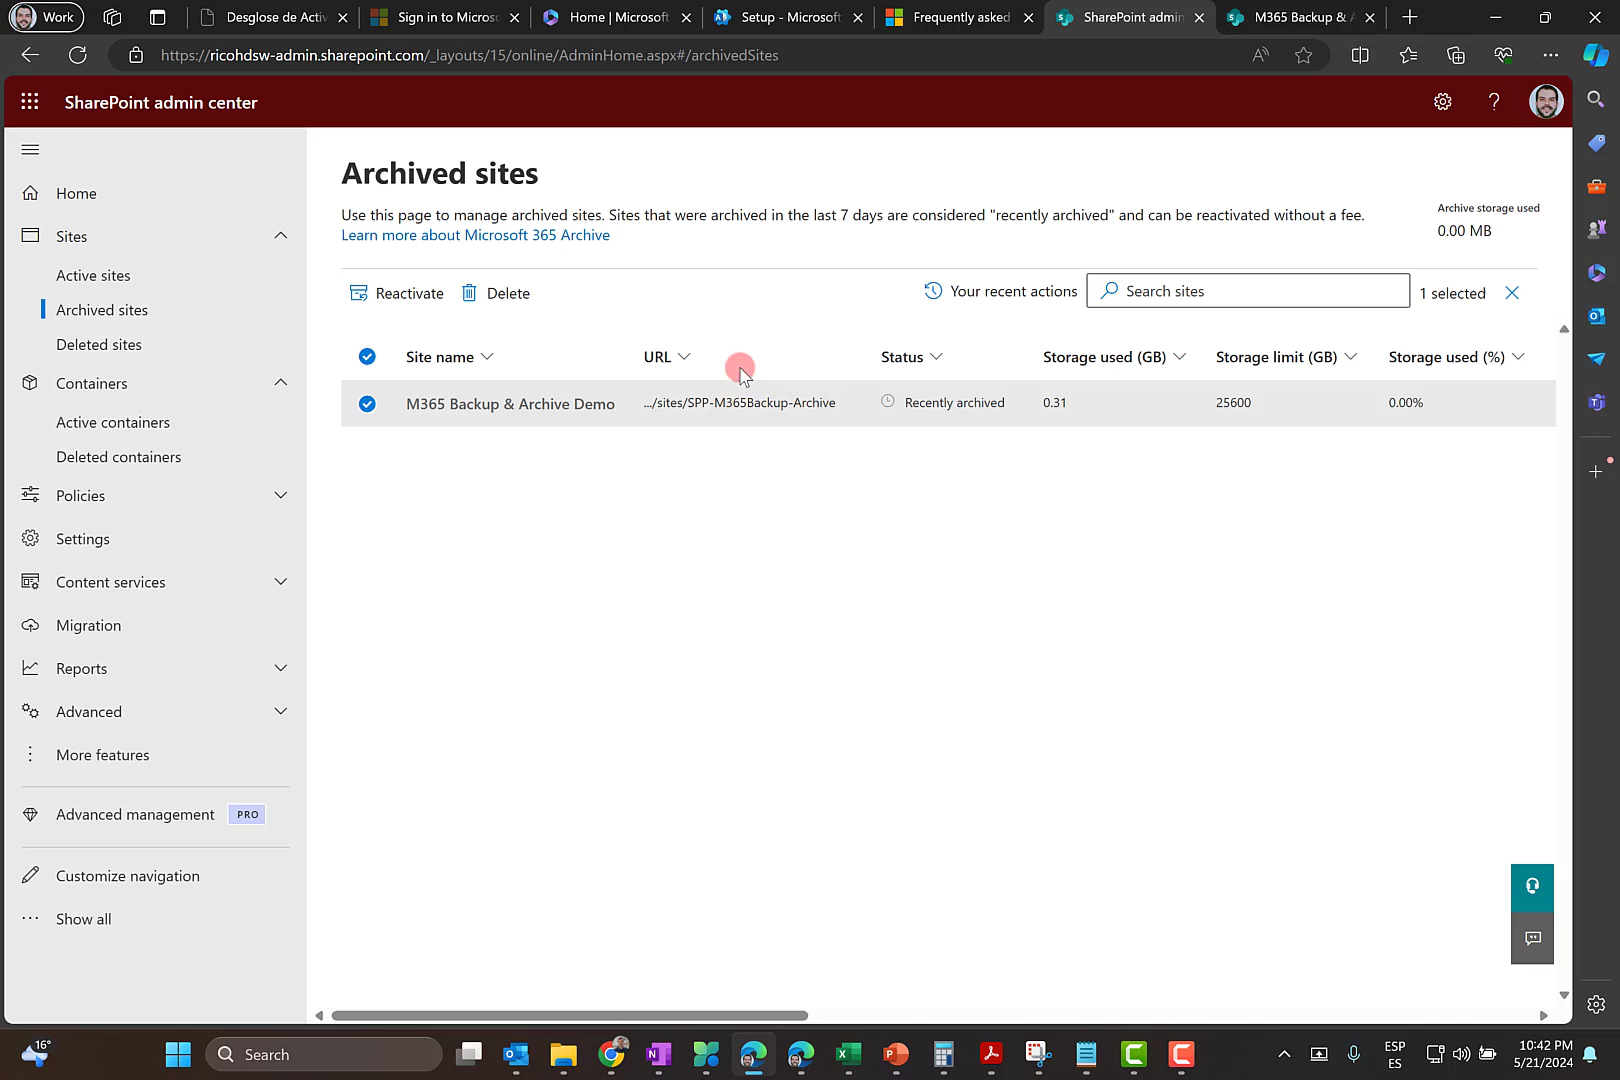 Work
Desglose de Activ
Sign in to Micros
Home | Microsoft
Setup - Microsoft
Frequently asked
SharePoint admin
M365 Backup & A
https://ricohdsw-admin.sharepoint.com/_layouts/15/online/AdminHome.aspx#/archivedSites
SharePoint admin center
Home
Sites
Active sites
Archived sites
Deleted sites
Containers
Active containers
Deleted containers
Policies
Settings
Content services
Migration
Reports
Advanced
More features
Advanced management PRO
Customize navigation
Show all
Archived sites
Use this page to manage archived sites. Sites that were archived in the last 7 days are considered "recently archived" and can be reactivated without a fee.
Learn more about Microsoft 365 Archive
Archive storage used
0.00 MB
Reactivate Delete Your recent actions Search sites 1 selected
Site name URL Status Storage used (GB) Storage limit (GB) Storage used (%)
M365 Backup & Archive Demo .../sites/SPP-M365Backup-Archive Recently archived 0.31 25600 0.00%
16°
Search
ESP
ES
10:42 PM
5/21/2024